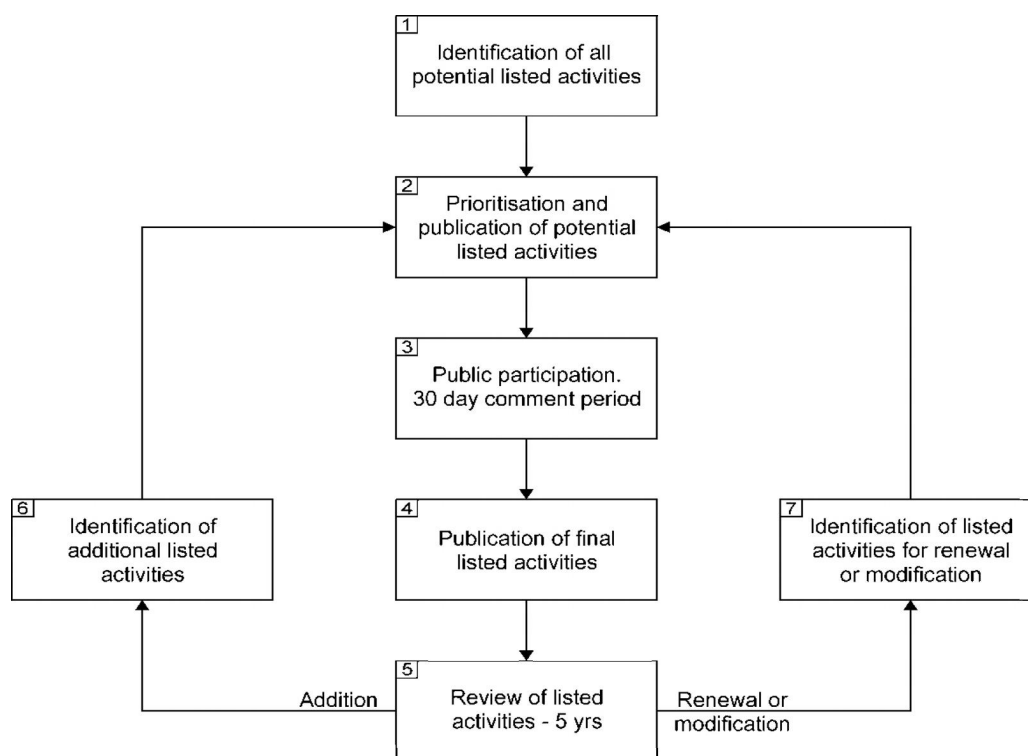 1
Identification of all
potential listed activities
2
Prioritisation and
publication of potential
listed activities
3
Public participation.
30 day comment period
6
Identification of
additional listed
activities
4
Publication of final
listed activities
7
Identification of listed
activities for renewal
or modification
Addition
5
Review of listed
activities - 5 yrs
Renewal or
modification